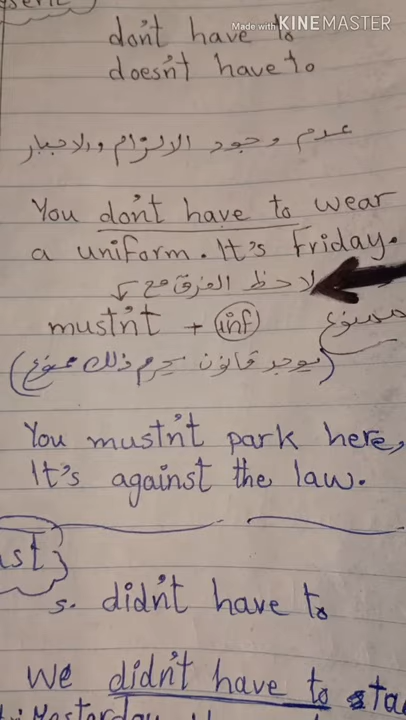 Made with KINEMASTER
don't have to
doesn't have to
عدم وجود الالزام والاجبار
You don't have to wear
a uniform. It's Friday.
لاحظ الفرق مع
mustn't + inf ممنوع
(يوجد قانون يحرم ذلك ممنوع)
You mustn't park here,
It's against the law.
s. didn't have to
We didn't have to
Yesterday